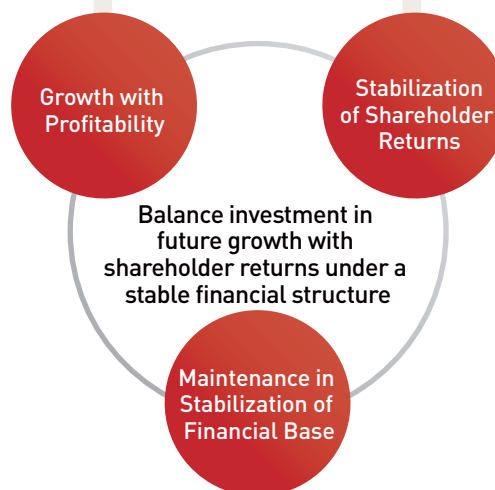 Growth with
Profitability
Stabilization
of Shareholder
Returns
Balance investment in
future growth with
shareholder returns under a
stable financial structure
Maintenance in
Stabilization of
Financial Base